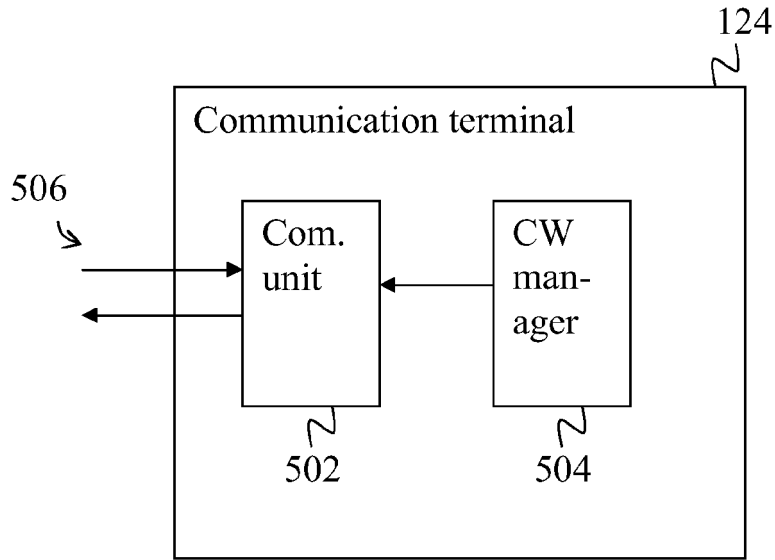 124
Communication terminal
506
Com.
unit
CW
man-
ager
502
504